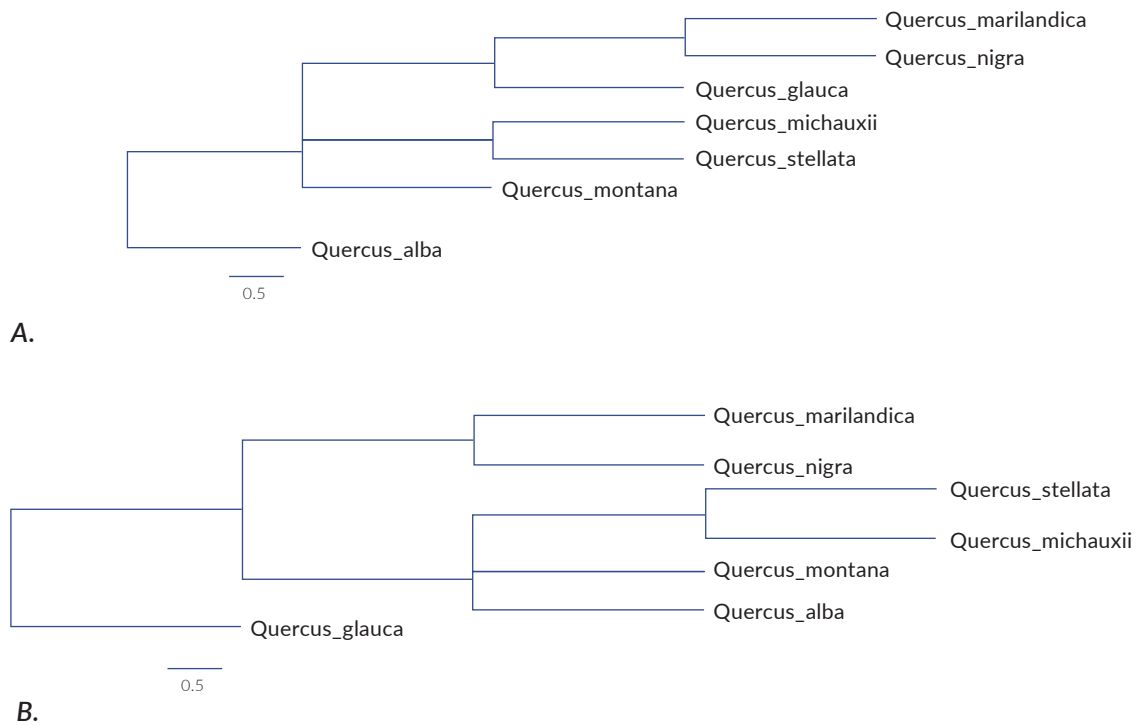 Quercus_marilandica
Quercus_nigra
Quercus_glauca
Quercus_michauxii
Quercus_stellata
Quercus_montana
Quercus_alba
0.5
A.
Quercus_marilandica
Quercus_nigra
Quercus_stellata
Quercus_michauxii
Quercus_montana
Quercus_alba
Quercus_glauca
0.5
B.